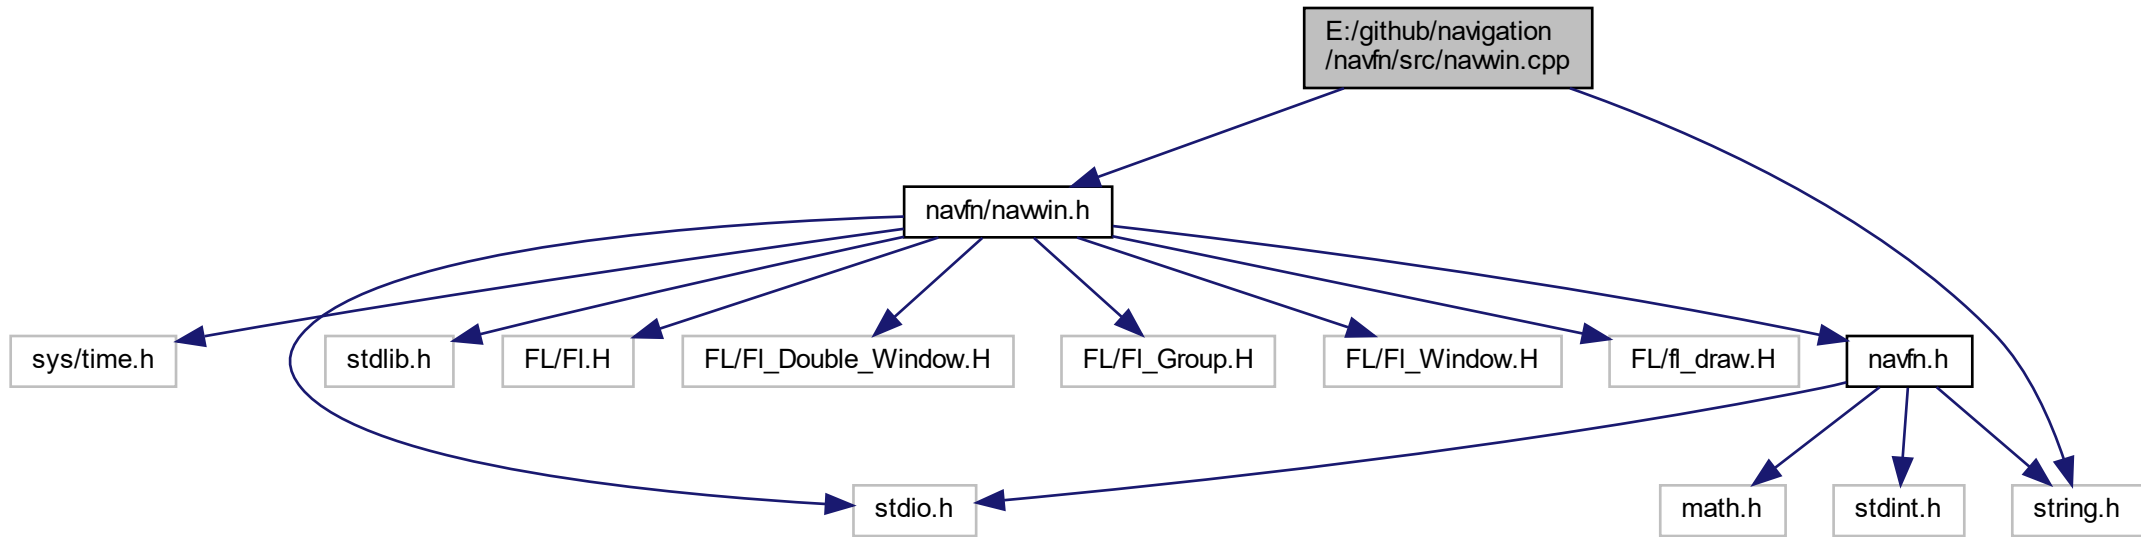 E:/github/navigation
/navfn/src/navwin.cpp
navfn/navwin.h
sys/time.h
stdlib.h
FL/Fl.H
FL/Fl_Double_Window.H
FL/Fl_Group.H
FL/Fl_Window.H
FL/fl_draw.H
navfn.h
stdio.h
math.h
stdint.h
string.h